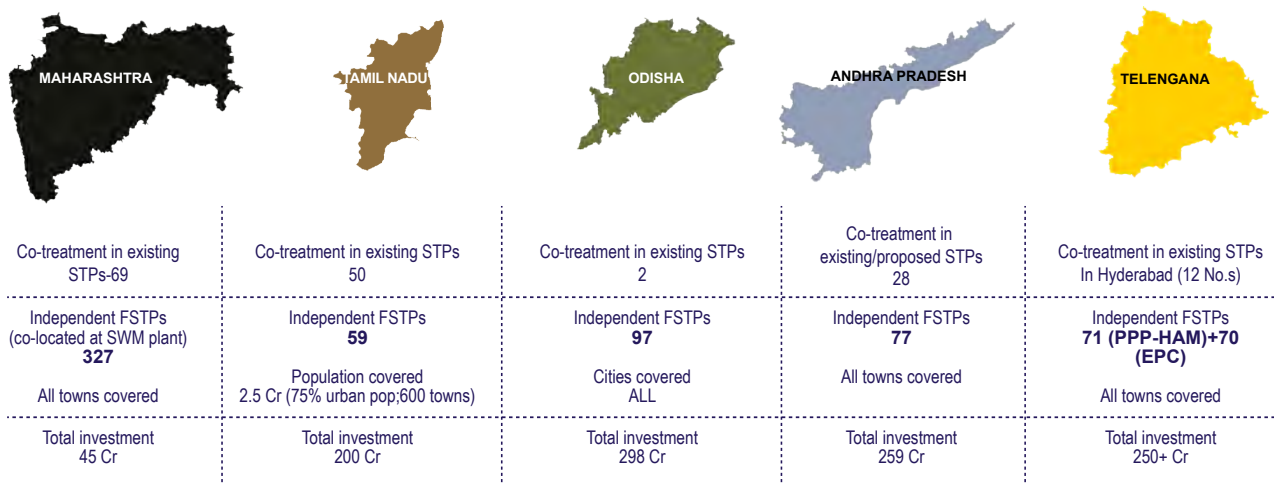 MAHARASHTRA
TAMIL NADU
ODISHA
ANDHRA PRADESH
TELENGANA
Co-treatment in existing
STPs-69
Co-treatment in existing STPs
50
Co-treatment in existing STPs
2
Co-treatment in
existing/proposed STPs
28
Co-treatment in existing STPs
In Hyderabad (12 No.s)
Independent FSTPs
(co-located at SWM plant)
327
All towns covered
Independent FSTPs
59
Population covered
2.5 Cr (75% urban pop;600 towns)
Independent FSTPs
97
Cities covered
ALL
Independent FSTPs
77
All towns covered
Independent FSTPs
71 (PPP-HAM)+70
(EPC)
All towns covered
Total investment
45 Cr
Total investment
200 Cr
Total investment
298 Cr
Total investment
259 Cr
Total investment
250+ Cr